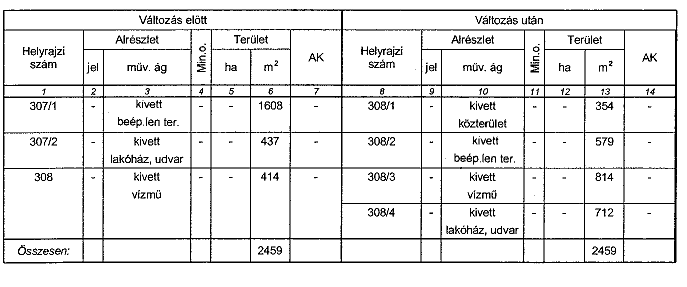 Változás előtt Változás után
Helyrajzi szám Alrészlet Min.o. Terület AK Helyrajzi szám Alrészlet Min.o. Terület AK
jel műv. ág ha m² jel műv. ág ha m²
1 2 3 4 5 6 7 8 9 10 11 12 13 14
307/1 - kivett - - 1608 - 308/1 - kivett - - 354 -
beép.len ter. közterület
307/2 - kivett - - 437 - 308/2 - kivett - - 579 -
lakóház, udvar beép.len ter.
308 - kivett - - 414 - 308/3 - kivett - - 814 -
vízmű vízmű
308/4 - kivett - - 712 -
lakóház, udvar
Összesen: 2459 2459